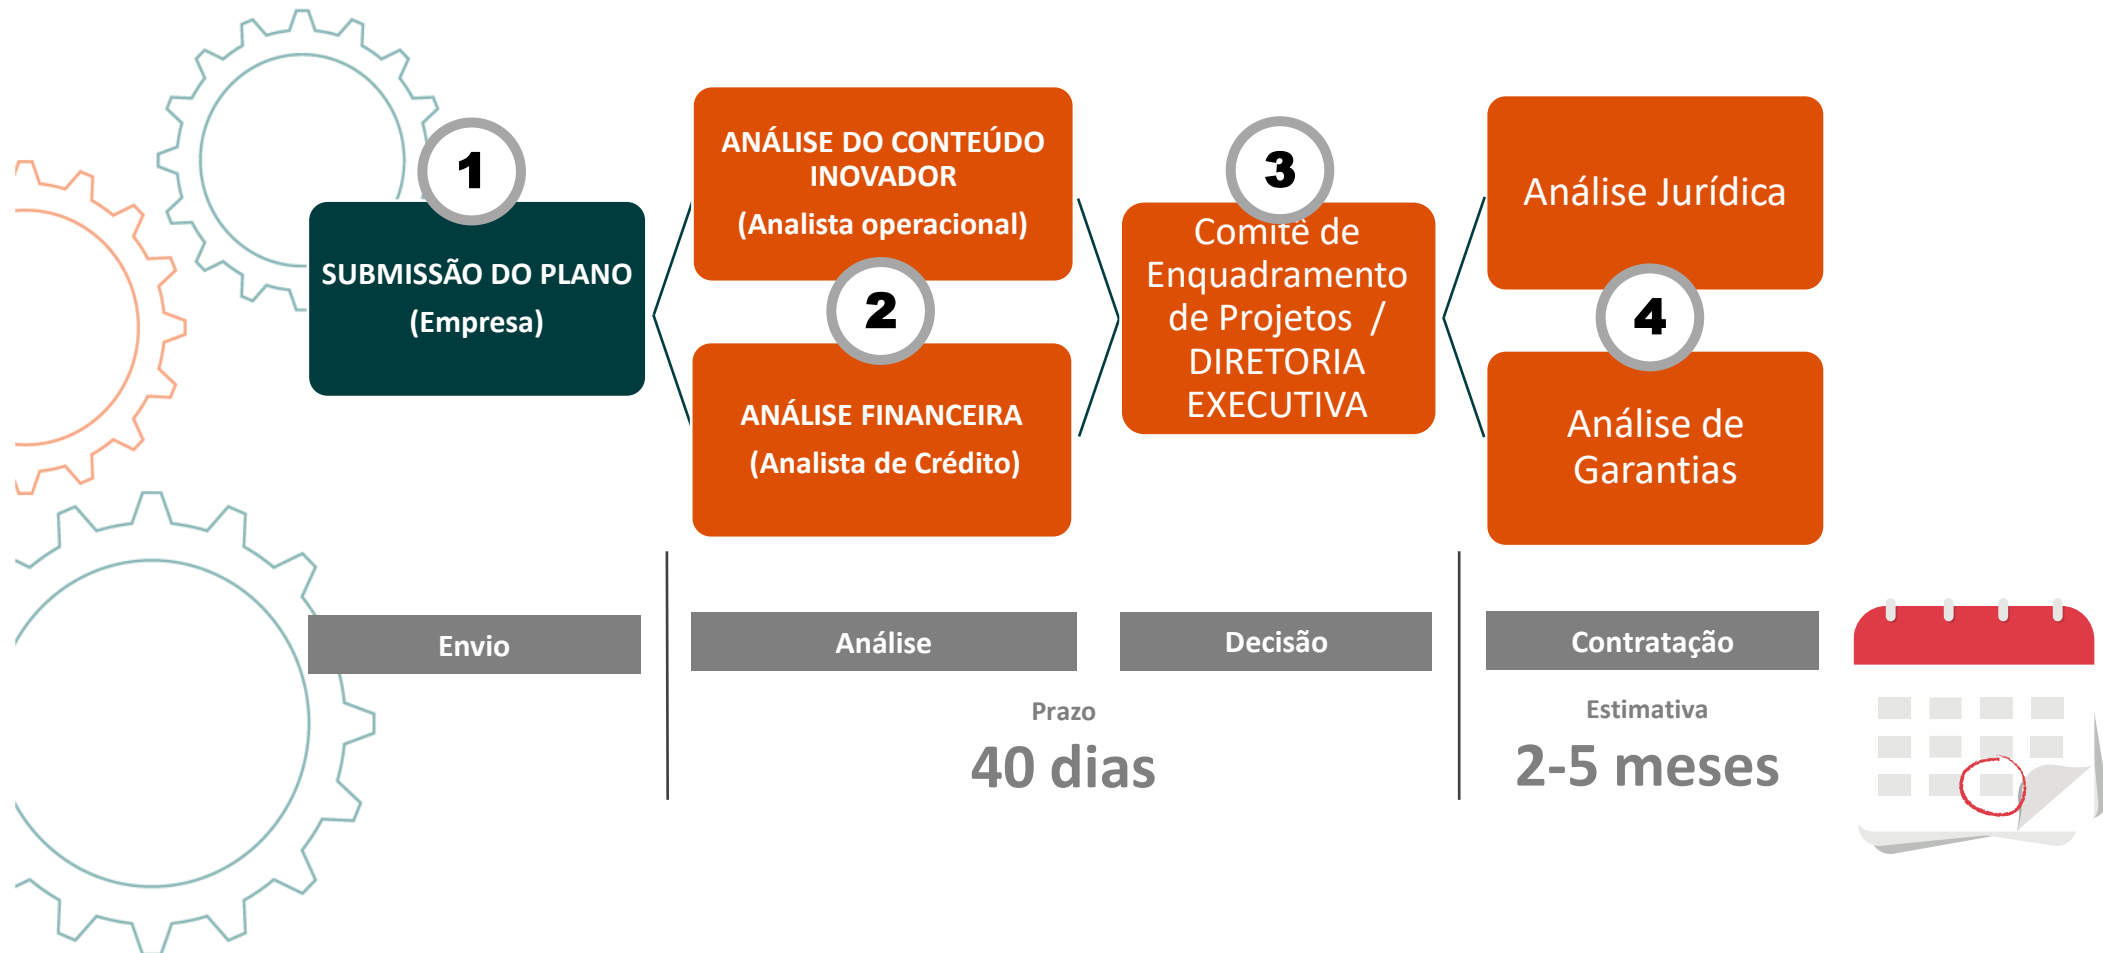 1
SUBMISSÃO DO PLANO
(Empresa)
ANÁLISE DO CONTEÚDO
INOVADOR
(Analista operacional)
2
ANÁLISE FINANCEIRA
(Analista de Crédito)
3
Comitê de
Enquadramento
de Projetos /
DIRETORIA
EXECUTIVA
Análise Jurídica
4
Análise de
Garantias
Envio
Análise
Decisão
Contratação
Prazo
40 dias
Estimativa
2-5 meses